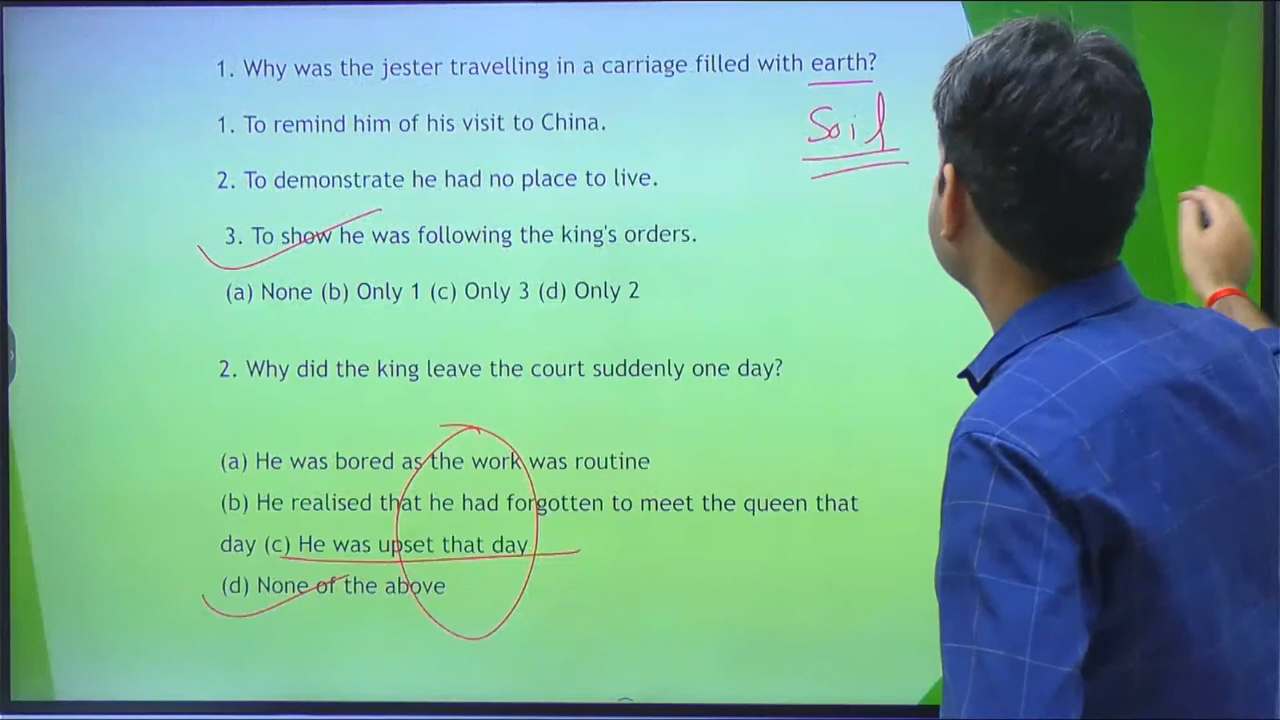 1. Why was the jester travelling in a carriage filled with earth?
Soil
1. To remind him of his visit to China.
2. To demonstrate he had no place to live.
3. To show he was following the king's orders.
(a) None (b) Only 1 (c) Only 3 (d) Only 2
2. Why did the king leave the court suddenly one day?
(a) He was bored as the work was routine
(b) He realised that he had forgotten to meet the queen that
day (c) He was upset that day
(d) None of the above